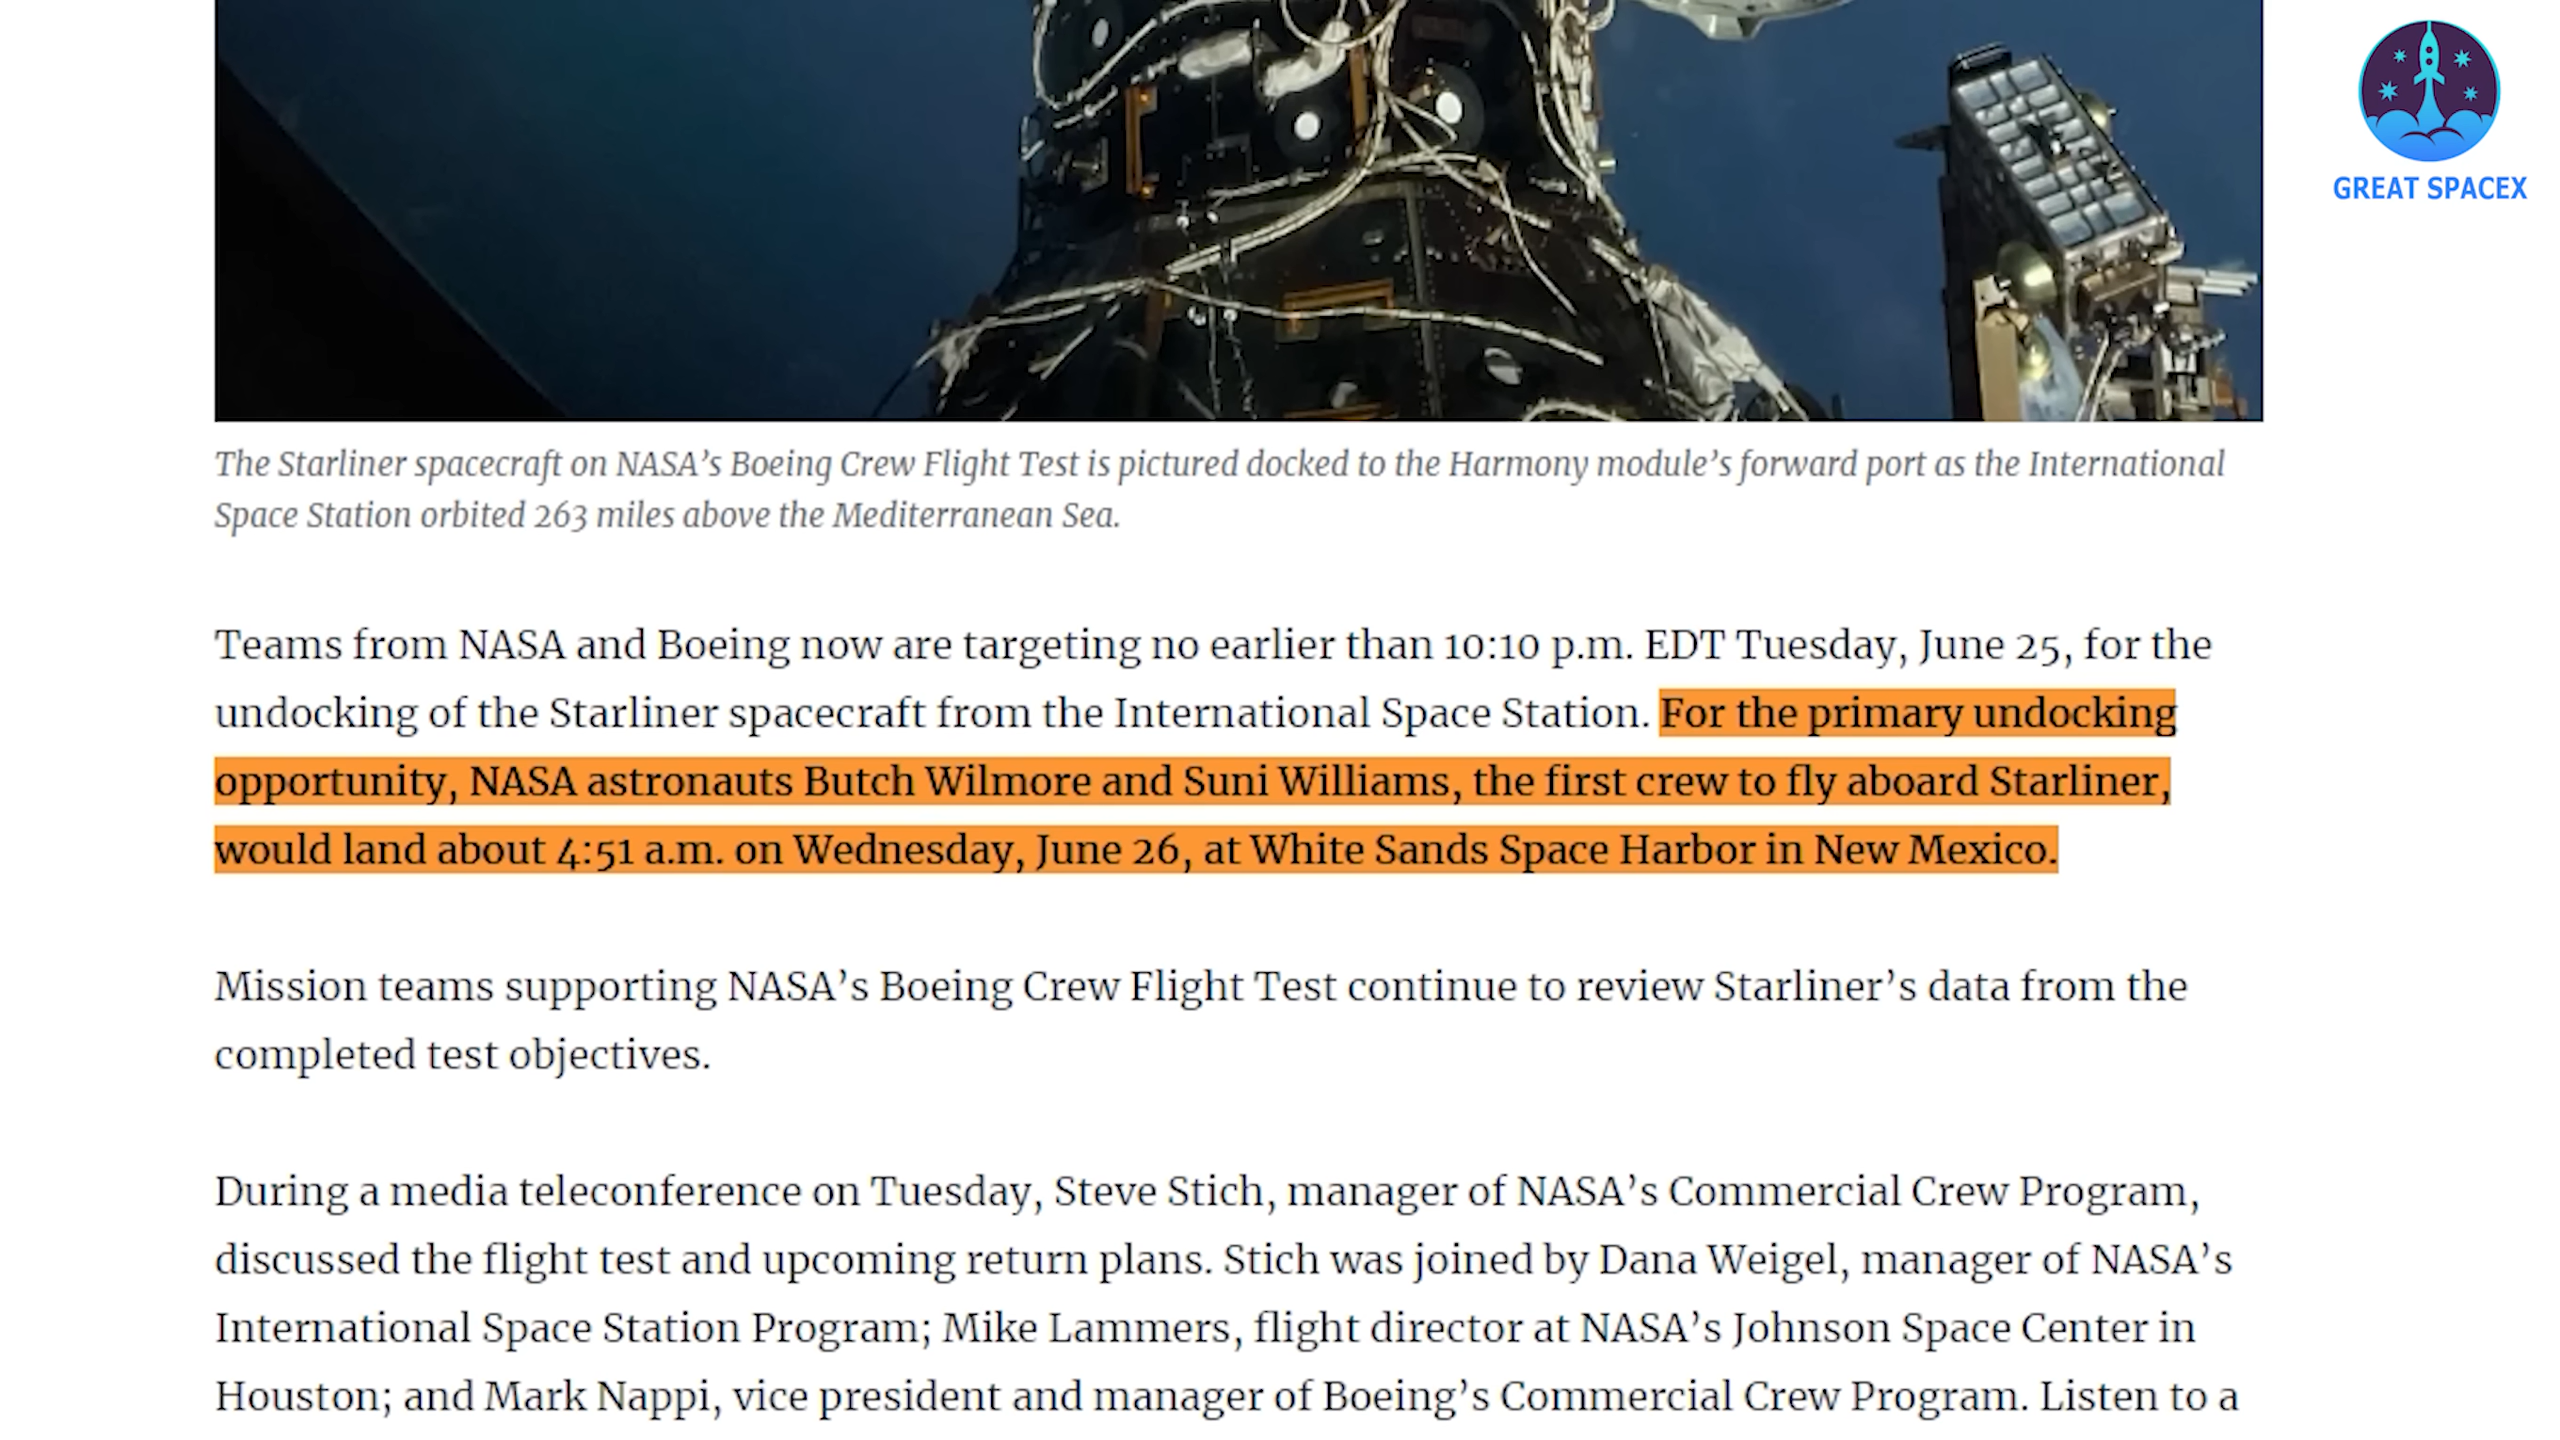 GREAT SPACEX
The Starliner spacecraft on NASA’s Boeing Crew Flight Test is pictured docked to the Harmony module’s forward port as the International
Space Station orbited 263 miles above the Mediterranean Sea.
Teams from NASA and Boeing now are targeting no earlier than 10:10 p.m. EDT Tuesday, June 25, for the
undocking of the Starliner spacecraft from the International Space Station. For the primary undocking
opportunity, NASA astronauts Butch Wilmore and Suni Williams, the first crew to fly aboard Starliner,
would land about 4:51 a.m. on Wednesday, June 26, at White Sands Space Harbor in New Mexico.
Mission teams supporting NASA’s Boeing Crew Flight Test continue to review Starliner’s data from the
completed test objectives.
During a media teleconference on Tuesday, Steve Stich, manager of NASA’s Commercial Crew Program,
discussed the flight test and upcoming return plans. Stich was joined by Dana Weigel, manager of NASA’s
International Space Station Program; Mike Lammers, flight director at NASA’s Johnson Space Center in
Houston; and Mark Nappi, vice president and manager of Boeing’s Commercial Crew Program. Listen to a